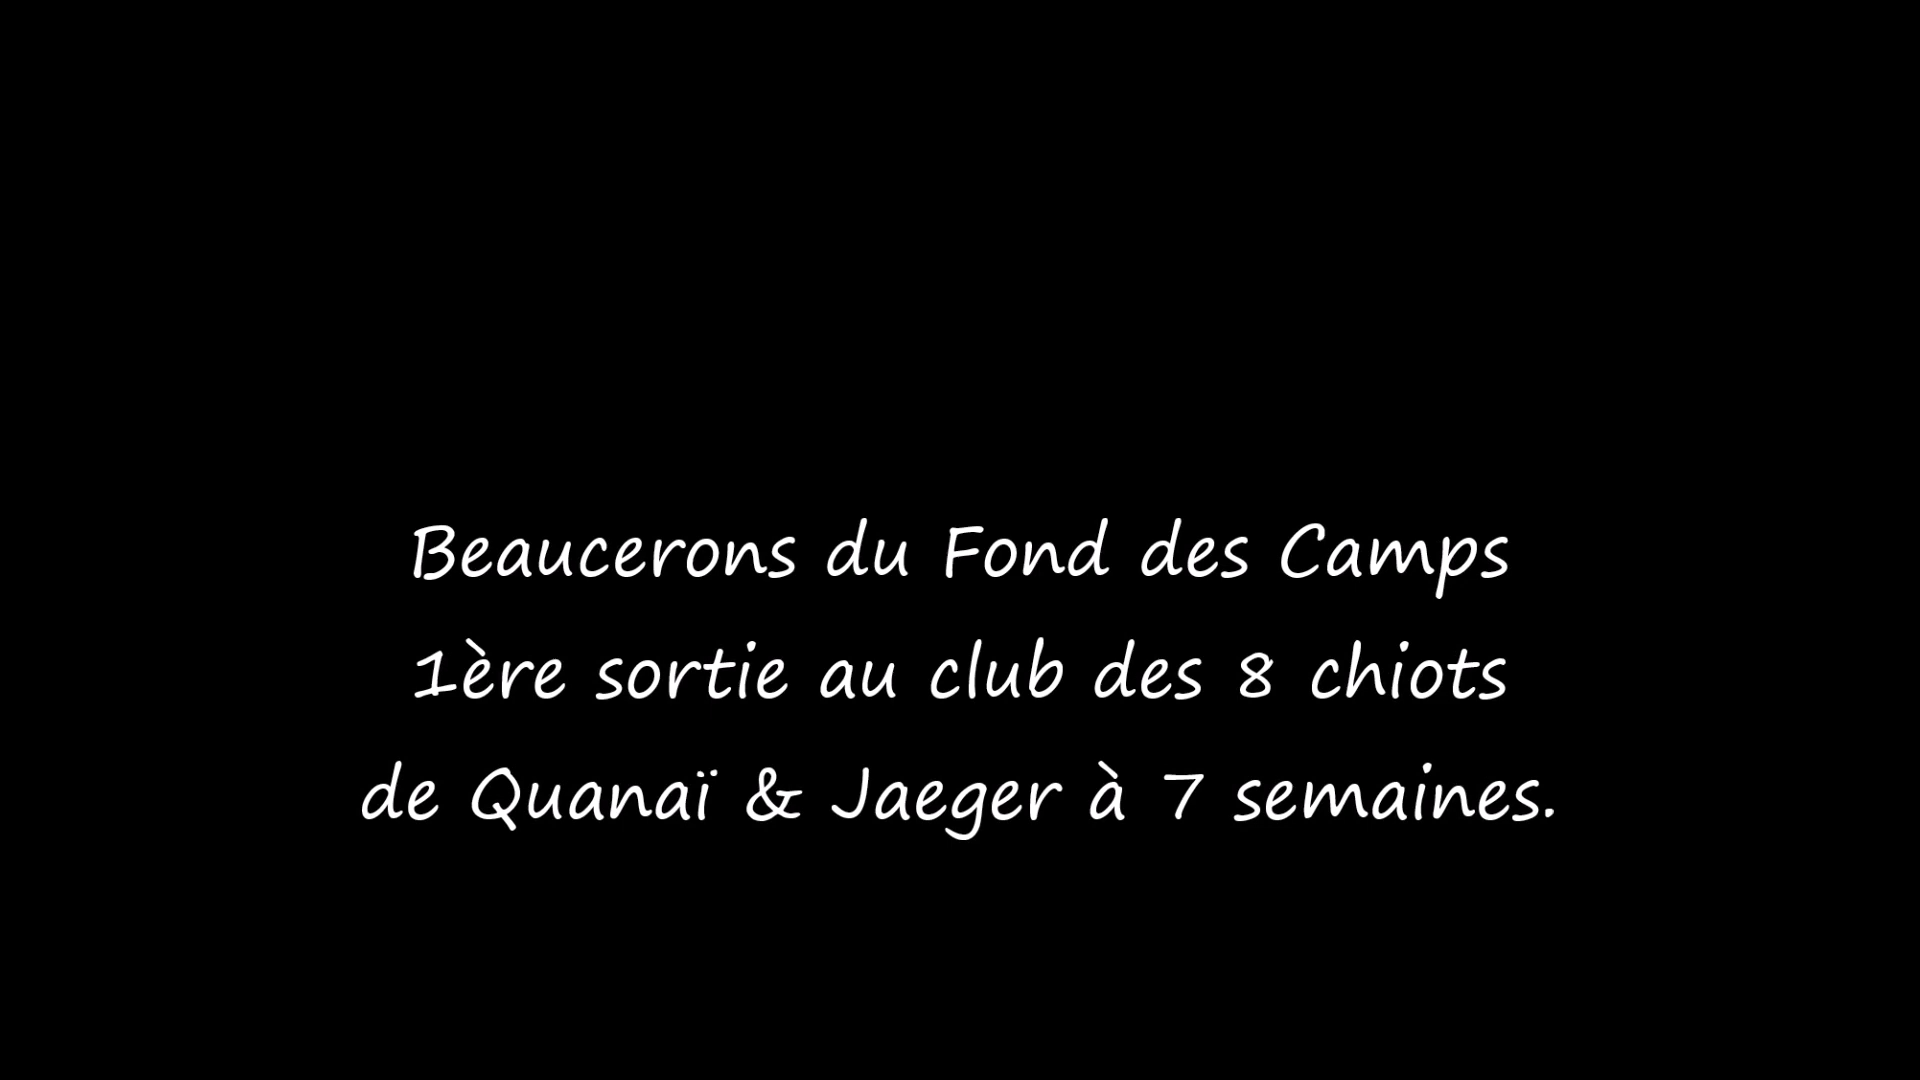 Beaucerons du Fond des Camps
1ère sortie au club des 8 chiots
de Quanaï & Jaeger à 7 semaines.